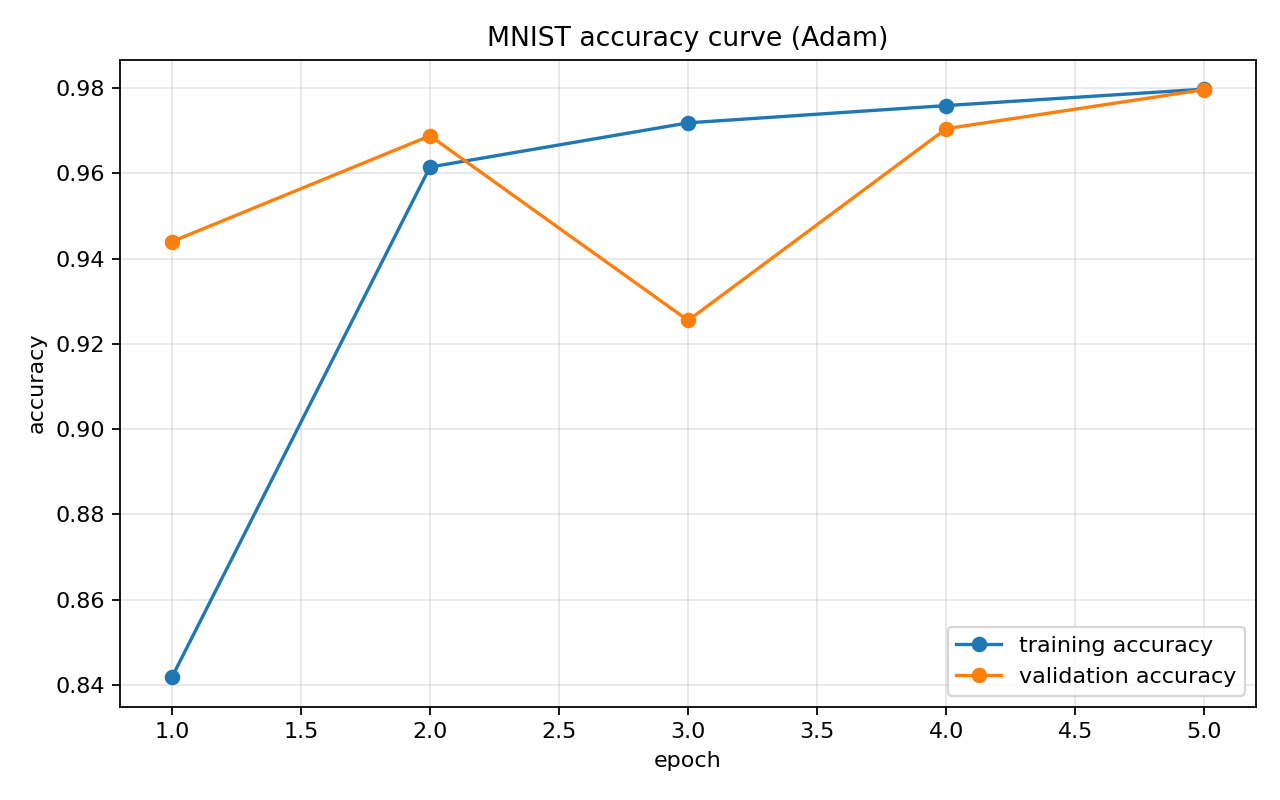 MNIST accuracy curve (Adam)
accuracy
0.98
0.96
0.94
0.92
0.90
0.88
0.86
0.84
training accuracy
validation accuracy
1.0 1.5 2.0 2.5 3.0 3.5 4.0 4.5 5.0
epoch